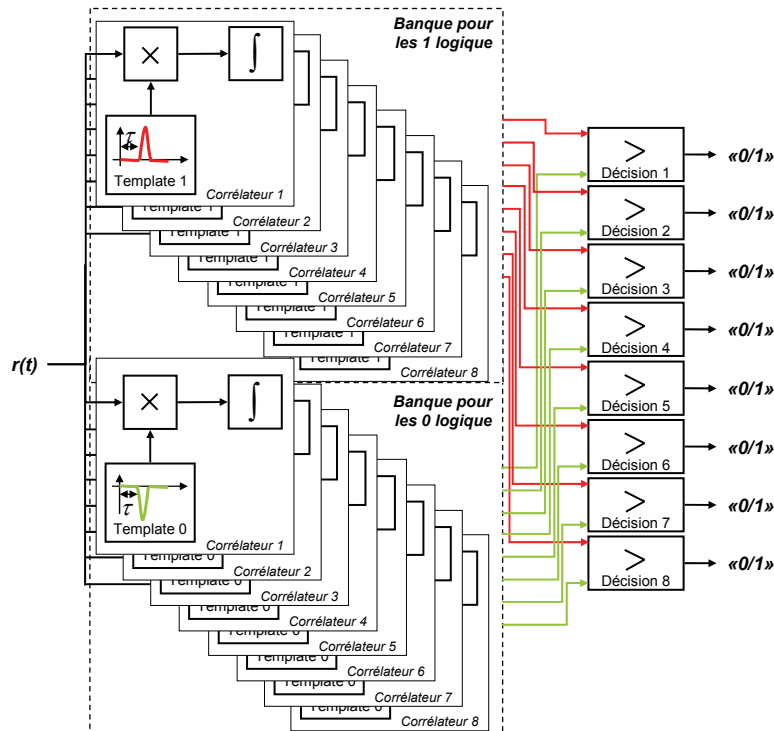 Banque pour
les 1 logique
×
∫
τ
Template 1
Corrélateur 1
Template 1
Corrélateur 2
Template 1
Corrélateur 3
Template 1
Corrélateur 4
Template 1
Corrélateur 5
Template 1
Corrélateur 6
Template 1
Corrélateur 7
Template 1
Corrélateur 8
r(t)
Banque pour
les 0 logique
×
∫
τ
Template 0
Corrélateur 1
Template 0
Corrélateur 2
Template 0
Corrélateur 3
Template 0
Corrélateur 4
Template 0
Corrélateur 5
Template 0
Corrélateur 6
Template 0
Corrélateur 7
Template 0
Corrélateur 8
>
Décision 1
«0/1»
>
Décision 2
«0/1»
>
Décision 3
«0/1»
>
Décision 4
«0/1»
>
Décision 5
«0/1»
>
Décision 6
«0/1»
>
Décision 7
«0/1»
>
Décision 8
«0/1»